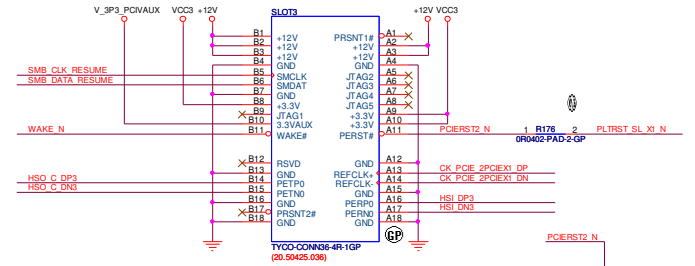 V_3P3_PCIVAUX VCC3 +12V SLOT3 +12V VCC3
B1 +12V PRSNT1# A1
B2 +12V +12V A2
B3 +12V +12V A3
B4 GND GND A4
SMB_CLK_RESUME B5 SMCLK JTAG2 A5
SMB_DATA_RESUME B6 SMDAT JTAG3 A6
B7 GND JTAG4 A7
B8 +3.3V JTAG5 A8
B9 JTAG1 +3.3V A9
B10 3.3VAUX +3.3V A10
WAKE_N B11 WAKE# PERST# A11 PCIERST2_N 1 R176 2 PLTRST_SL_X1_N
0R0402-PAD-2-GP
B12 RSVD GND A12
B13 GND REFCLK+ A13 CK_PCIE_2PCIEX1_DP
HSO_C_DP3 B14 PETP0 REFCLK- A14 CK_PCIE_2PCIEX1_DN
HSO_C_DN3 B15 PETN0 GND A15
B16 GND PERP0 A16 HSI_DP3
B17 PRSNT2# PERN0 A17 HSI_DN3
B18 GND GND A18
GP
PCIERST2_N
TYCO-CONN36-4R-1GP
(20.50425.036)